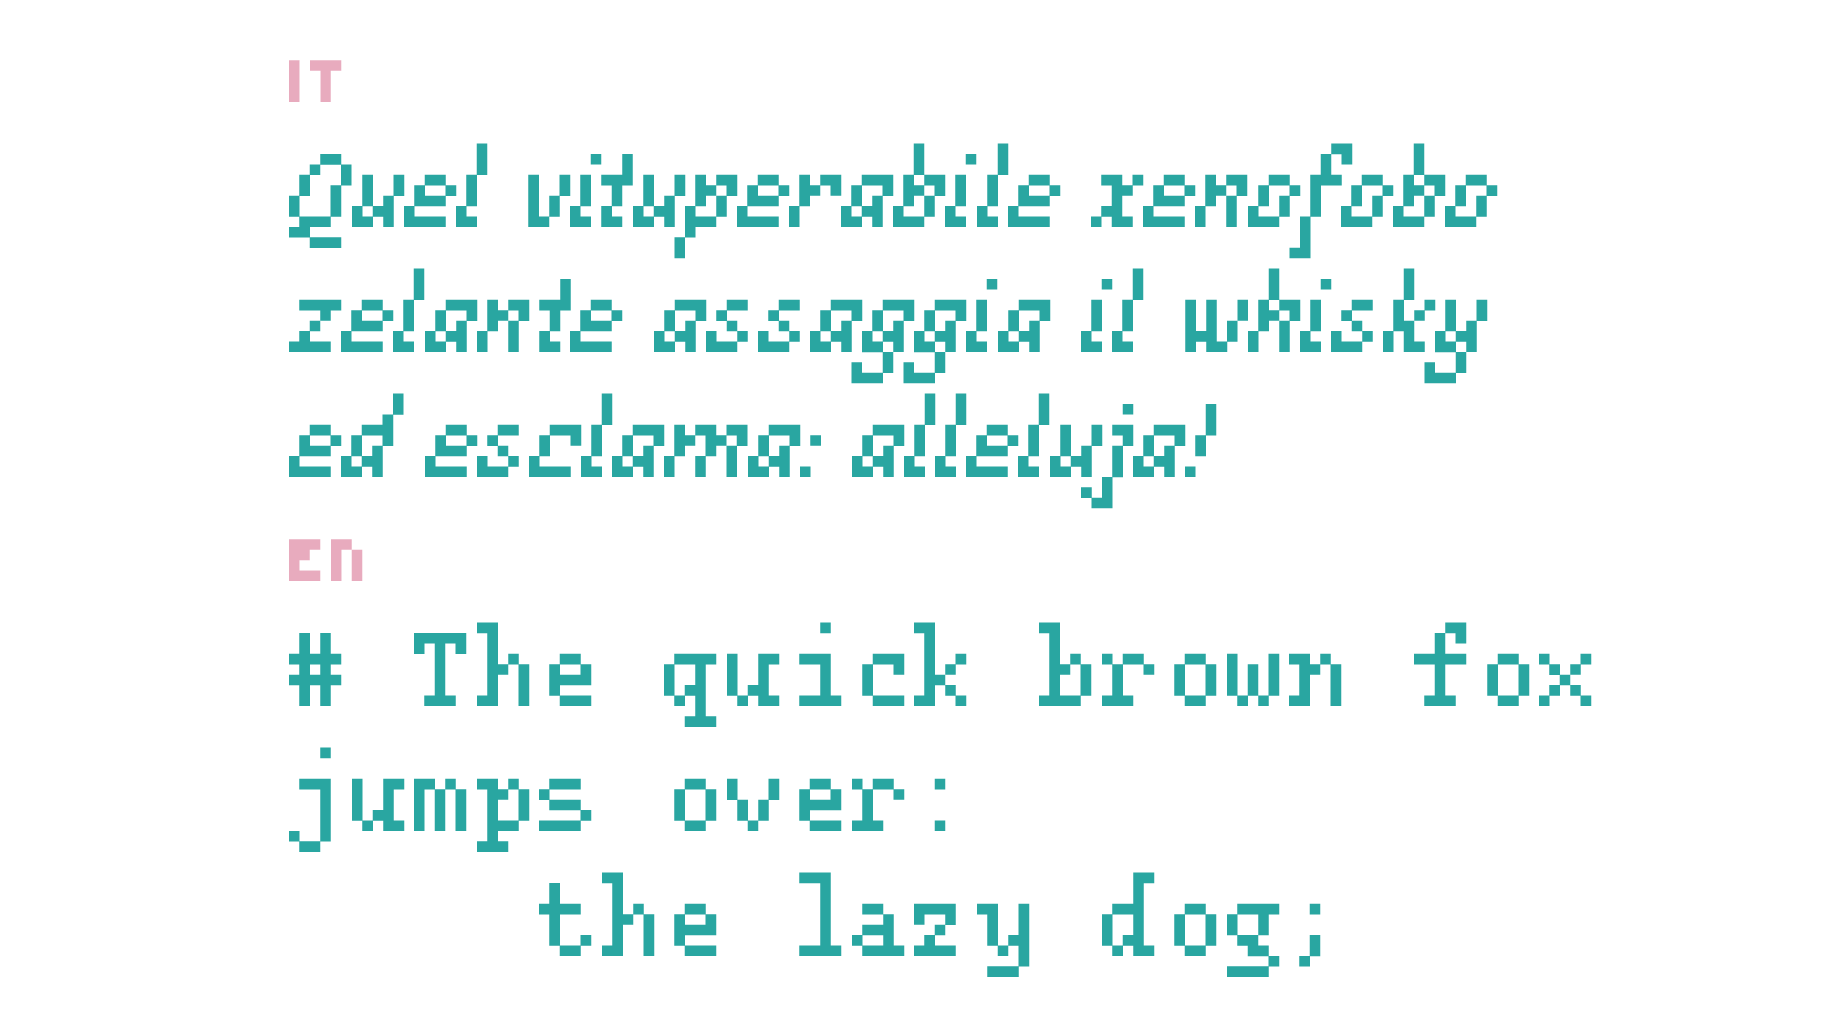 IT
Quel vituperabile xenofobo
zelante assaggia il whisky
ed esclama: alleluja!
En
# The quick brown fox
jumps over:
    the lazy dog;